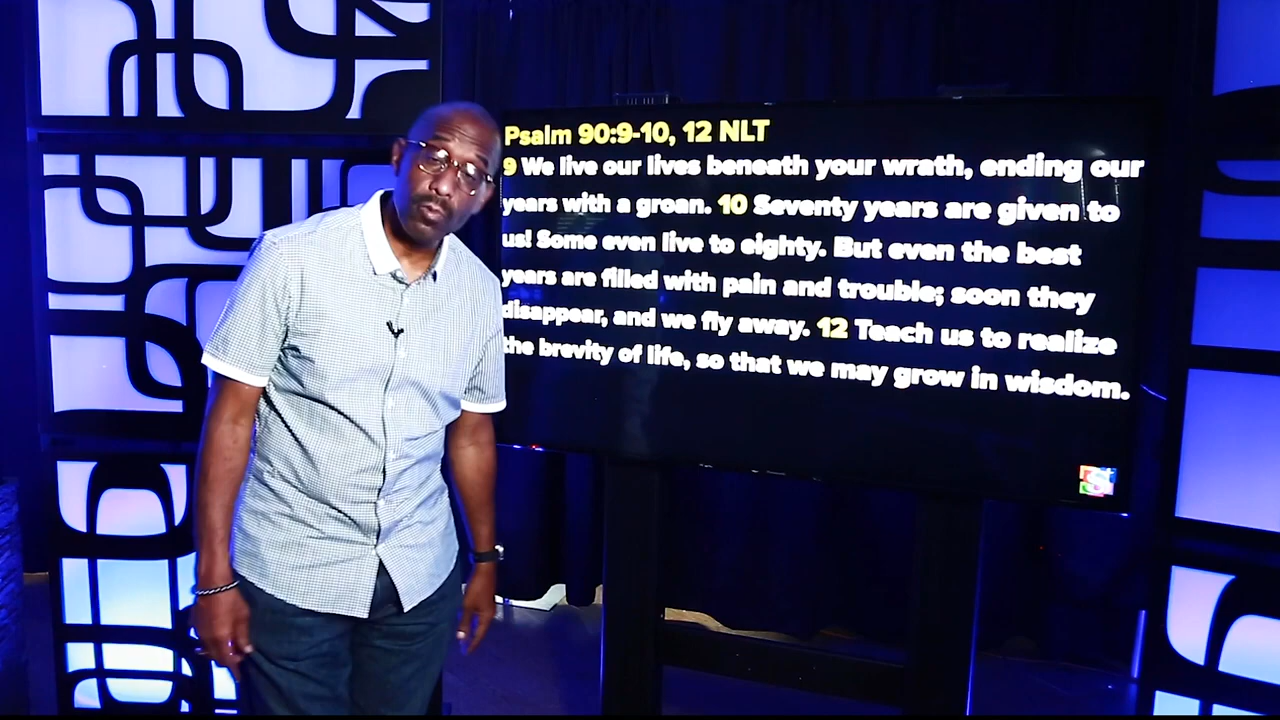 Psalm 90:9-10, 12 NLT
9 We live our lives beneath your wrath, ending our
years with a groan. 10 Seventy years are given to
us! Some even live to eighty. But even the best
years are filled with pain and trouble; soon they
disappear, and we fly away. 12 Teach us to realize
the brevity of life, so that we may grow in wisdom.